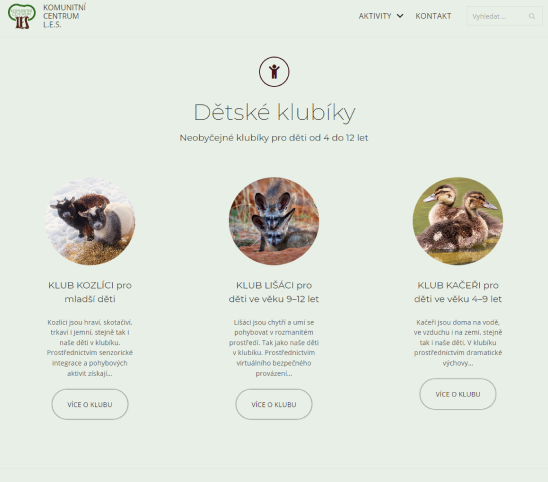 KOMUNITNÍ
CENTRUM
L.E.S.
AKTIVITY
KONTAKT
Vyhledat ...
Dětské klubíky
Neobyčejné klubíky pro děti od 4 do 12 let
KLUB KOZLÍCI pro
mladší děti
Kozlíci jsou hraví, skotačiví,
trkaví i jemní, stejně tak i
naše děti v klubíku.
Prostřednictvím senzorické
integrace a pohybových
aktivit získají...
VÍCE O KLUBU
KLUB LIŠÁCI pro
děti ve věku 9–12 let
Lišáci jsou chytří a umí se
pohybovat v rozmanitém
prostředí. Tak jako naše děti
v klubíku. Prostřednictvím
virtuálního bezpečného
provázení...
VÍCE O KLUBU
KLUB KAČEŘI pro
děti ve věku 4–9 let
Kačeři jsou doma na vodě,
ve vzduchu i na zemi, stejně
tak i naše děti. V klubíku
prostřednictvím dramatické
výchovy...
VÍCE O KLUBU